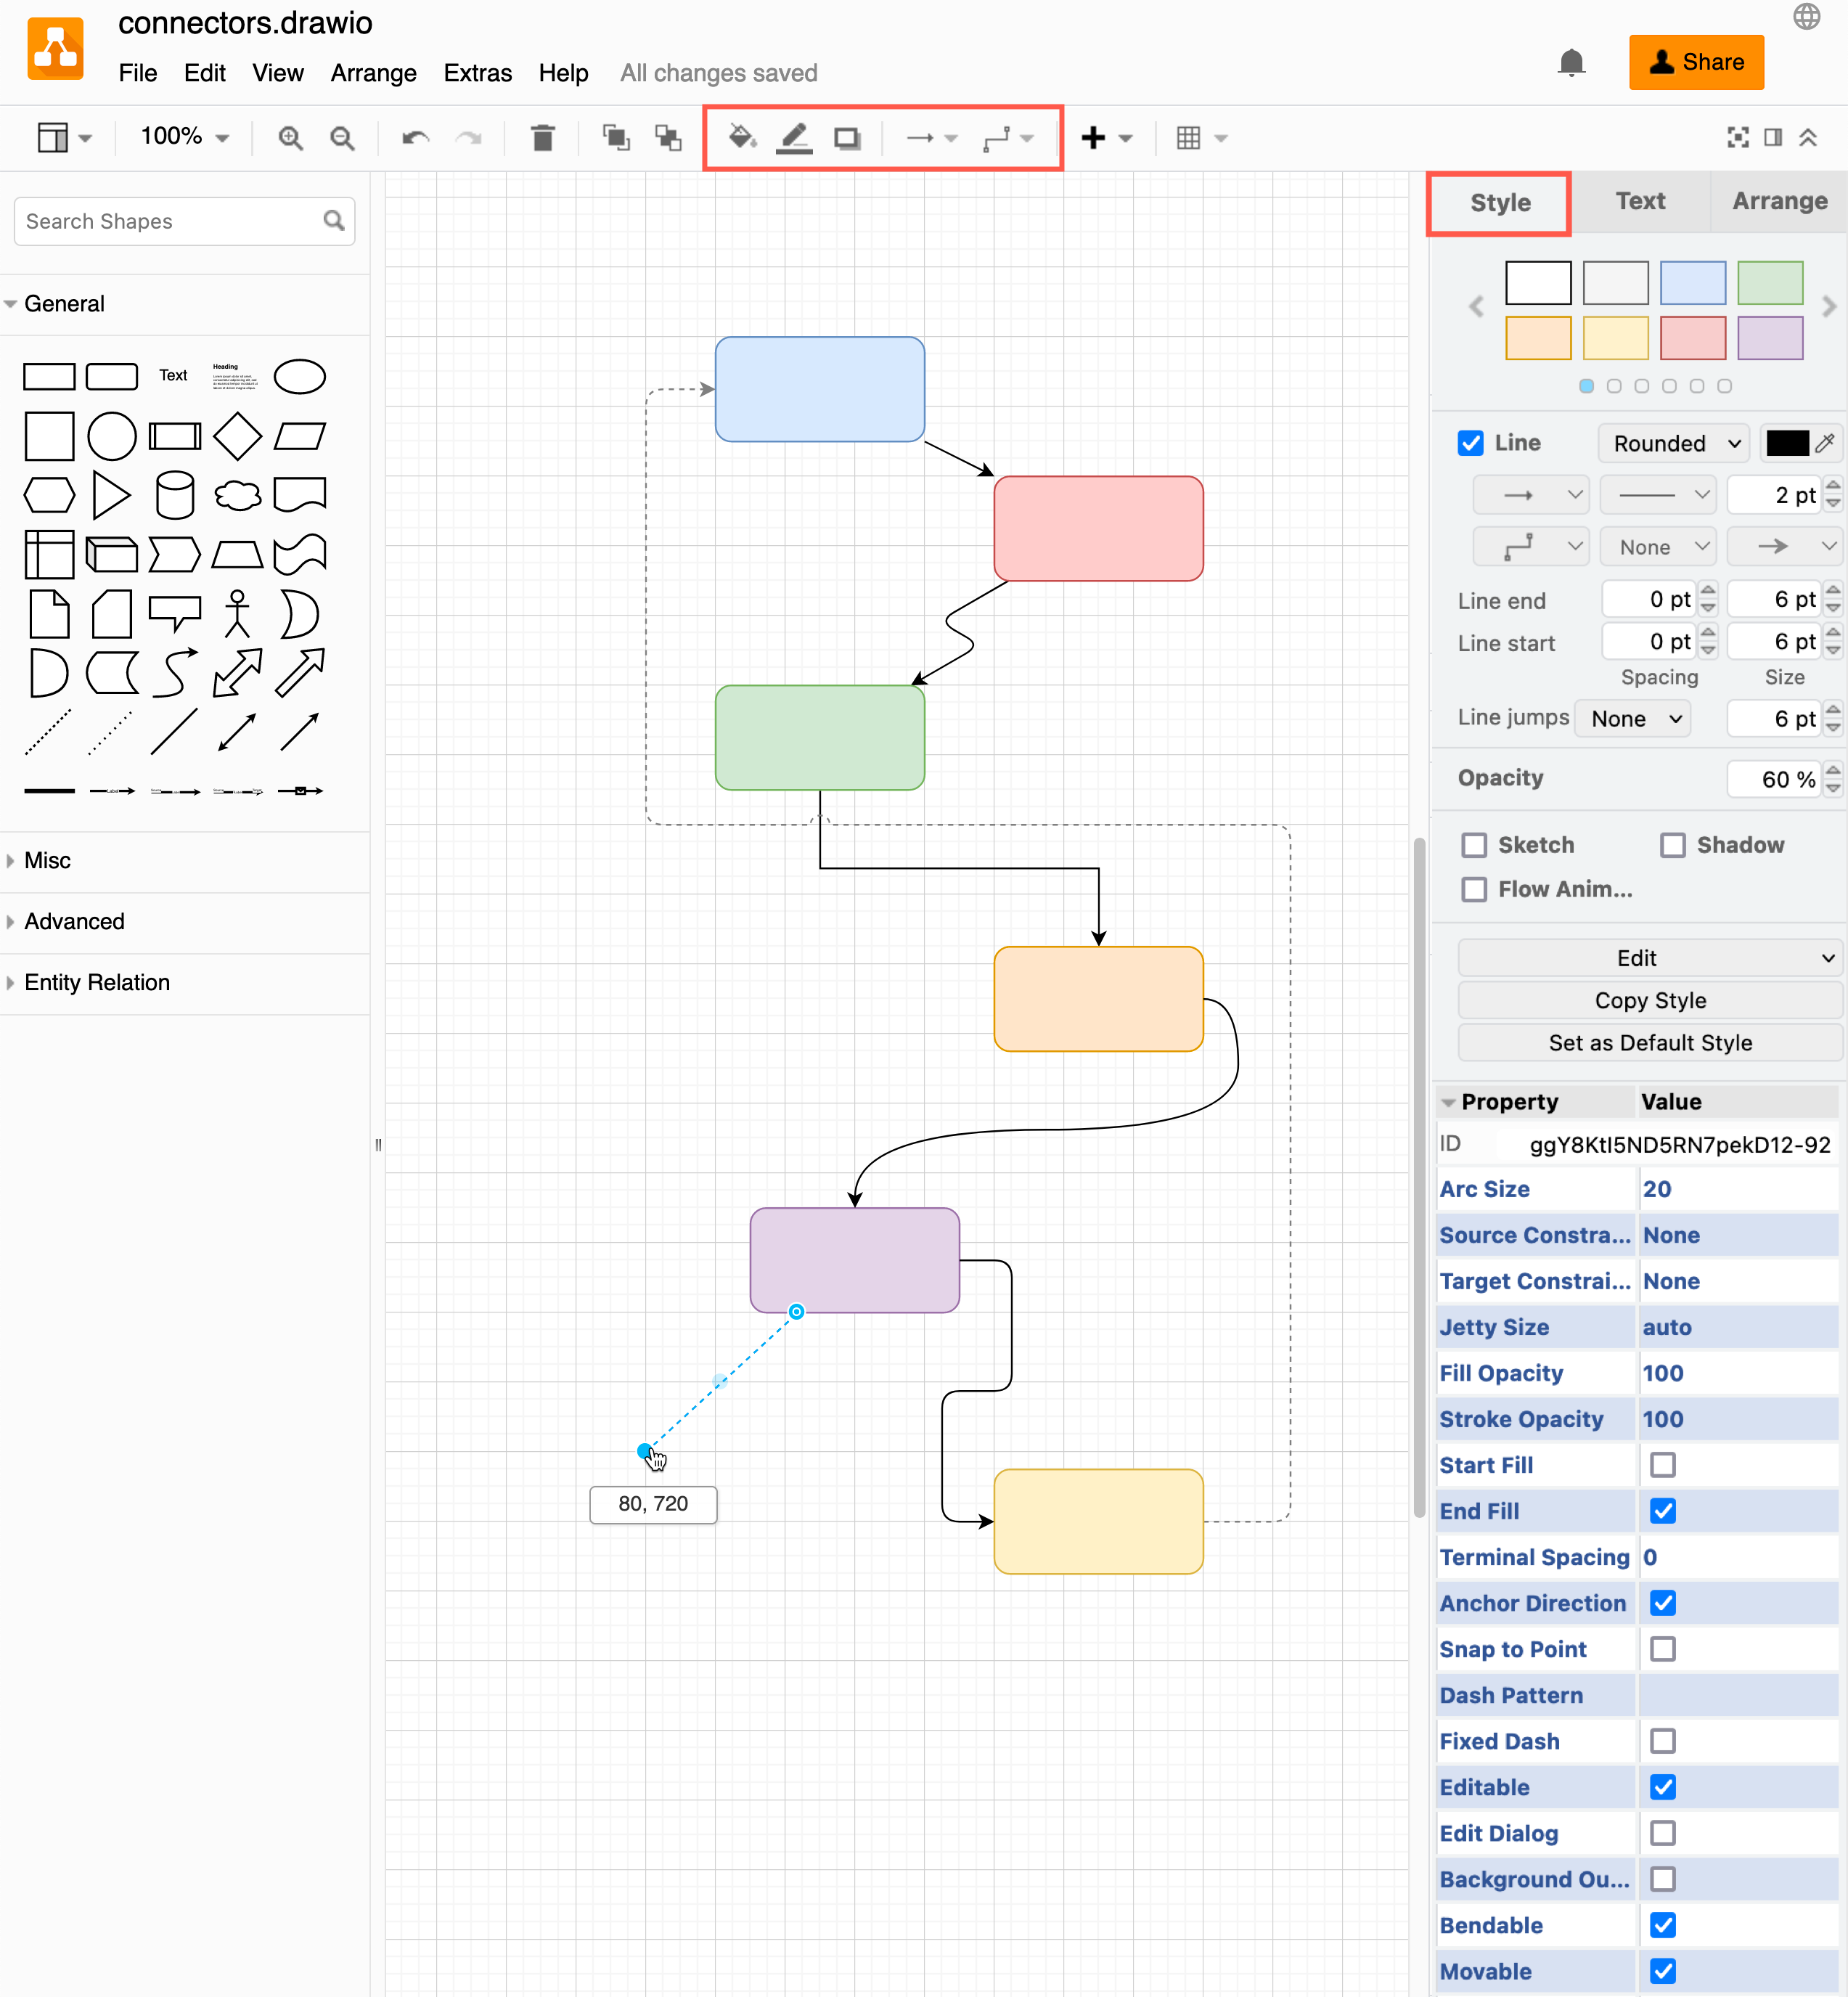 connectors.drawio
File Edit View Arrange Extras Help All changes saved
Share
100%
Search Shapes
Style Text Arrange
General
Text
Heading
Line Rounded
2 pt
None
Line end 0 pt 6 pt
Line start 0 pt 6 pt
Spacing Size
Line jumps None 6 pt
Opacity 60 %
Sketch Shadow
Flow Anim...
Misc
Advanced
Entity Relation
Edit
Copy Style
Set as Default Style
Property Value
ID ggY8KtI5ND5RN7pekD12-92
Arc Size 20
Source Constra... None
Target Constrai... None
Jetty Size auto
Fill Opacity 100
Stroke Opacity 100
Start Fill
80, 720
End Fill
Terminal Spacing 0
Anchor Direction
Snap to Point
Dash Pattern
Fixed Dash
Editable
Edit Dialog
Background Ou...
Bendable
Movable